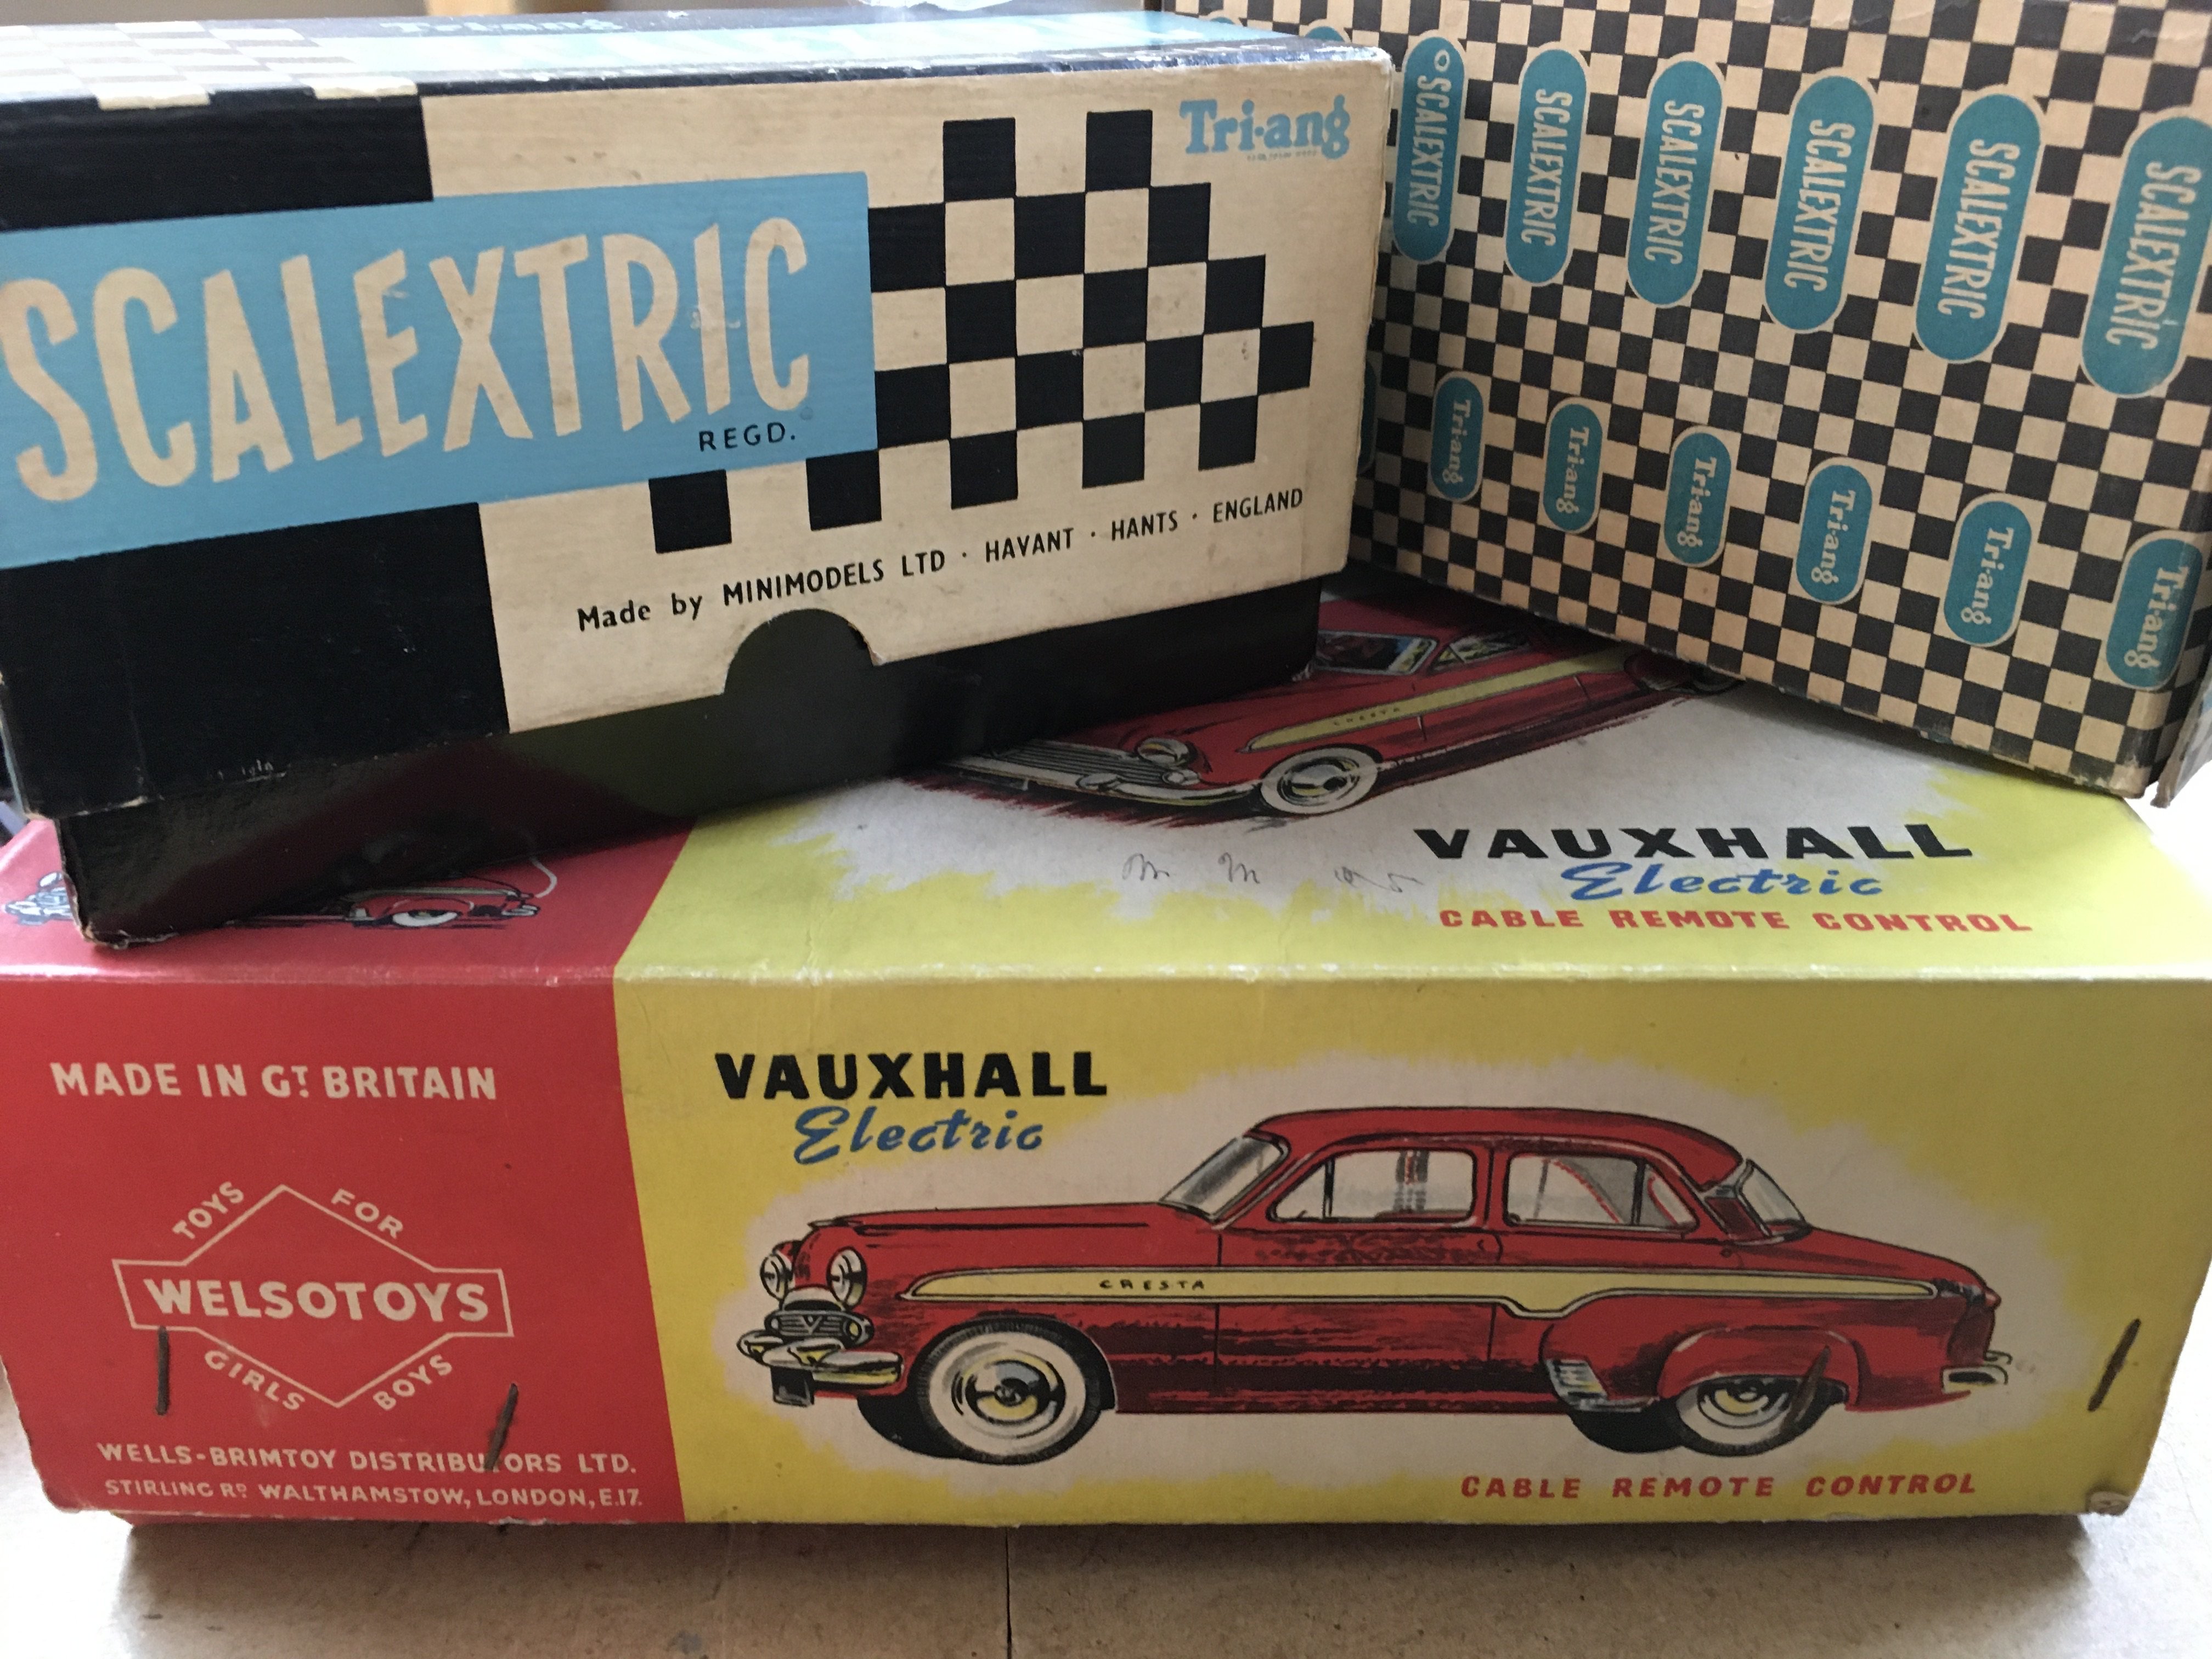 Tri-ang
Tri-ang
SCALEXTRIC
REGD.
Made by MINIMODELS LTD · HAVANT · HANTS · ENGLAND
SCALEXTRIC
SCALEXTRIC
SCALEXTRIC
SCALEXTRIC
SCALEXTRIC
SCALEXTRIC
Tri-ang
Tri-ang
Tri-ang
Tri-ang
Tri-ang
Tri-ang
CRESTA
VAUXHALL
Electric
CABLE REMOTE CONTROL
MADE IN GT BRITAIN
TOYS FOR
WELSOTOYS
GIRLS BOYS
WELLS-BRIMTOY DISTRIBUTORS LTD.
STIRLING RD WALTHAMSTOW, LONDON, E.17.
VAUXHALL
Electric
CRESTA
V
CABLE REMOTE CONTROL